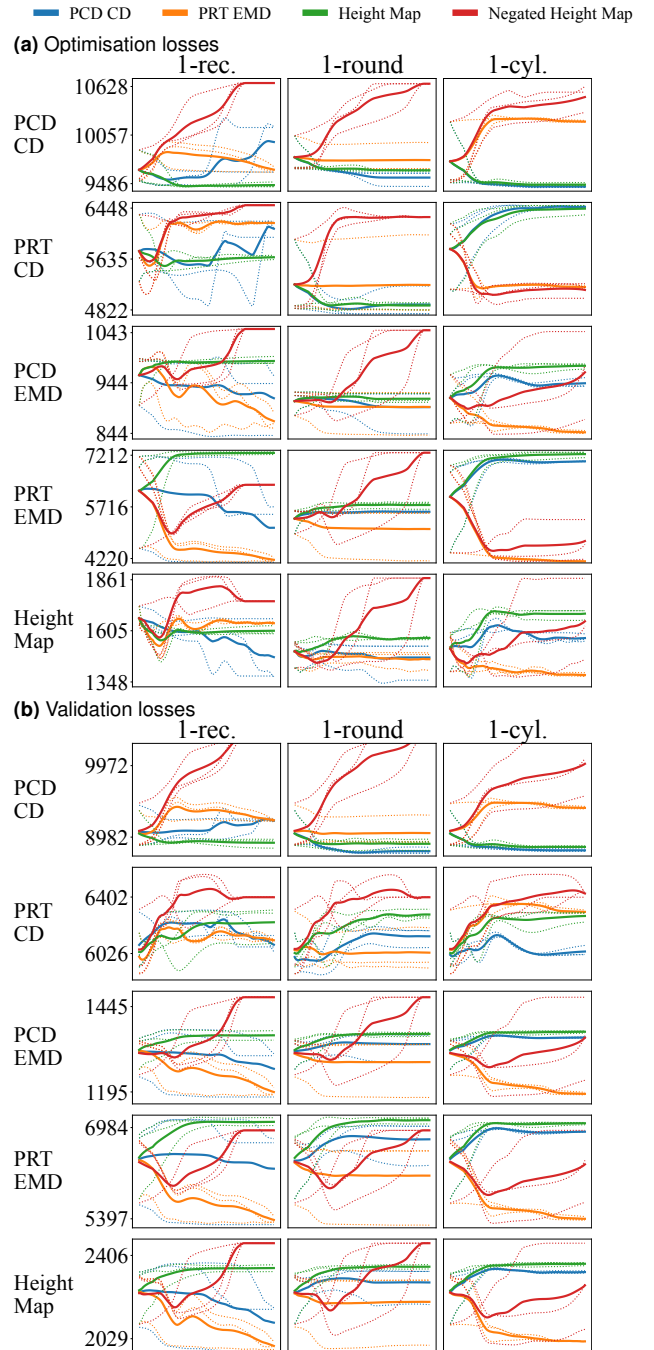 PCD CD PRT EMD Height Map Negated Height Map
(a) Optimisation losses
1-rec. 1-round 1-cyl.
PCD CD 10628 10057 9486
PRT CD 6448 5635 4822
PCD EMD 1043 944 844
PRT EMD 7212 5716 4220
Height Map 1861 1605 1348
(b) Validation losses
1-rec. 1-round 1-cyl.
PCD CD 9972 8982
PRT CD 6402 6026
PCD EMD 1445 1195
PRT EMD 6984 5397
Height Map 2406 2029